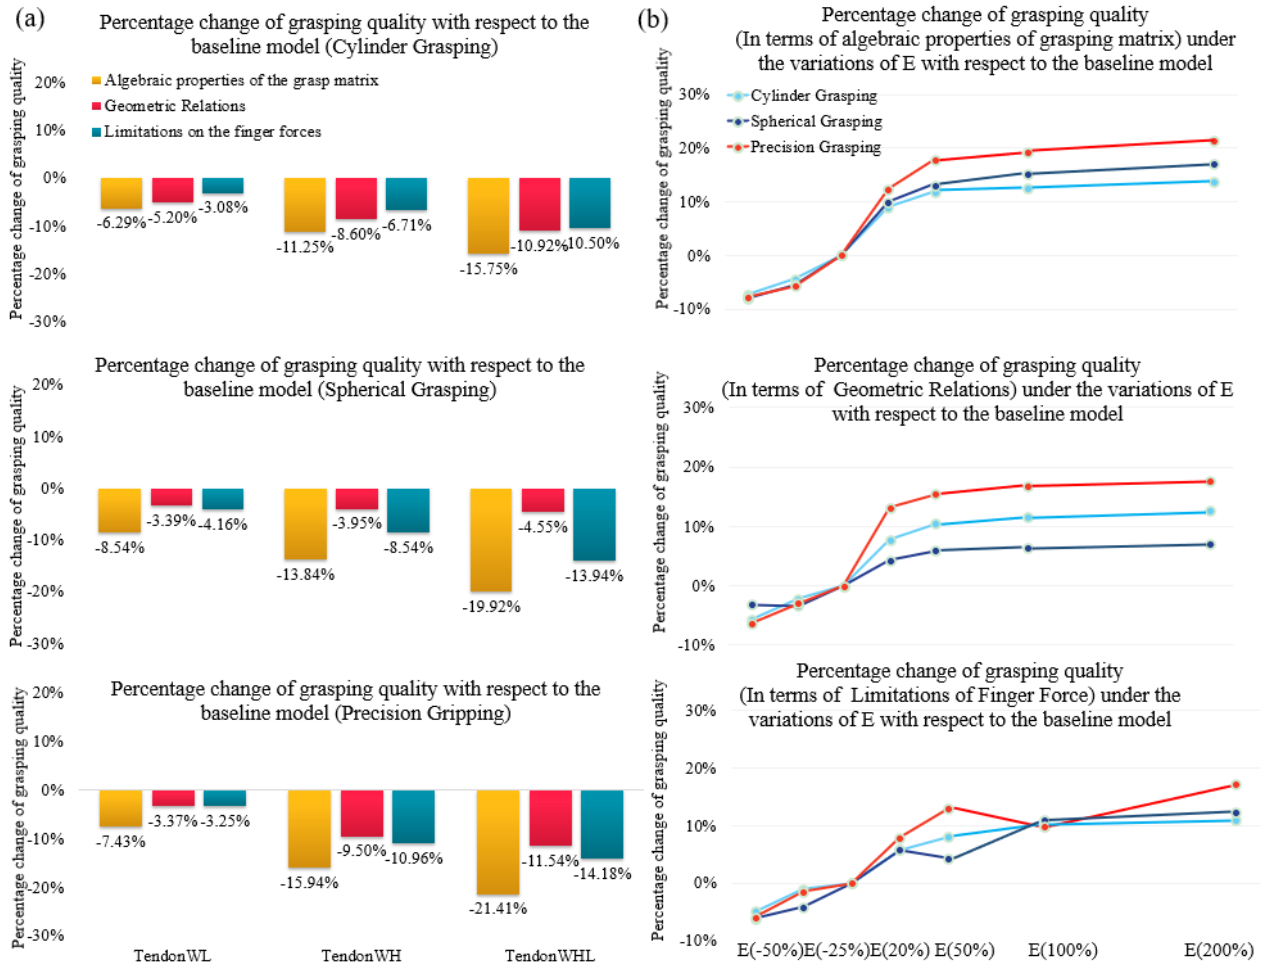 (a)
Percentage change of grasping quality with respect to the
baseline model (Cylinder Grasping)
Percentage change of grasping quality
20%
10%
0%
-10%
-20%
-30%
Algebraic properties of the grasp matrix
Geometric Relations
Limitations on the finger forces
-6.29%
-5.20%
-3.08%
-11.25%
-8.60%
-6.71%
-15.75%
-10.92%
-10.50%
Percentage change of grasping quality with respect to the
baseline model (Spherical Grasping)
Percentage change of grasping quality
20%
10%
0%
-10%
-20%
-30%
-8.54%
-3.39%
-4.16%
-13.84%
-3.95%
-8.54%
-19.92%
-4.55%
-13.94%
Percentage change of grasping quality with respect to the
baseline model (Precision Gripping)
Percentage change of grasping quality
20%
10%
0%
-10%
-20%
-30%
-7.43%
-3.37%
-3.25%
-15.94%
-9.50%
-10.96%
-21.41%
-11.54%
-14.18%
TendonWL
TendonWH
TendonWHL
(b)
Percentage change of grasping quality
(In terms of algebraic properties of grasping matrix) under
the variations of E with respect to the baseline model
Percentage change of grasping quality
30%
20%
10%
0%
-10%
Cylinder Grasping
Spherical Grasping
Precision Grasping
Percentage change of grasping quality
(In terms of Geometric Relations) under the variations of E
with respect to the baseline model
Percentage change of grasping quality
30%
20%
10%
0%
-10%
Percentage change of grasping quality
(In terms of Limitations of Finger Force) under the
variations of E with respect to the baseline model
Percentage change of grasping quality
30%
20%
10%
0%
-10%
E(-50%)
E(-25%)
E(20%)
E(50%)
E(100%)
E(200%)